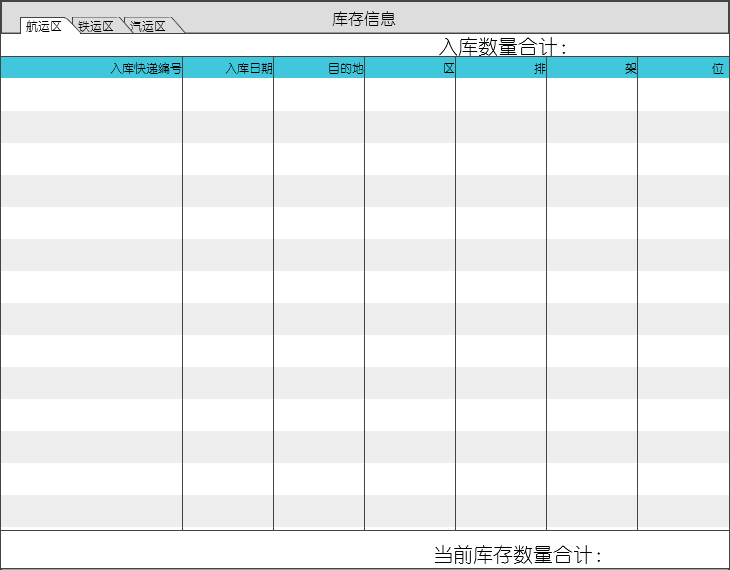 库存信息
航运区 铁运区 汽运区
入库数量合计：
入库快递编号 入库日期 目的地 区 排 架 位
当前库存数量合计：